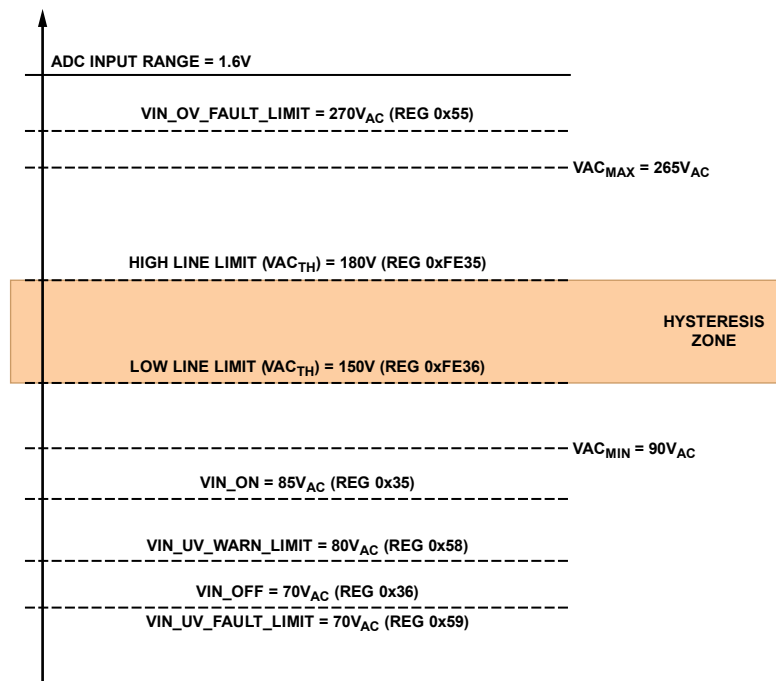 ADC INPUT RANGE = 1.6V
VIN_OV_FAULT_LIMIT = 270VAC (REG 0x55)
VACMAX = 265VAC
HIGH LINE LIMIT (VACTH) = 180V (REG 0xFE35)
HYSTERESIS
ZONE
LOW LINE LIMIT (VACTH) = 150V (REG 0xFE36)
VACMIN = 90VAC
VIN_ON = 85VAC (REG 0x35)
VIN_UV_WARN_LIMIT = 80VAC (REG 0x58)
VIN_OFF = 70VAC (REG 0x36)
VIN_UV_FAULT_LIMIT = 70VAC (REG 0x59)